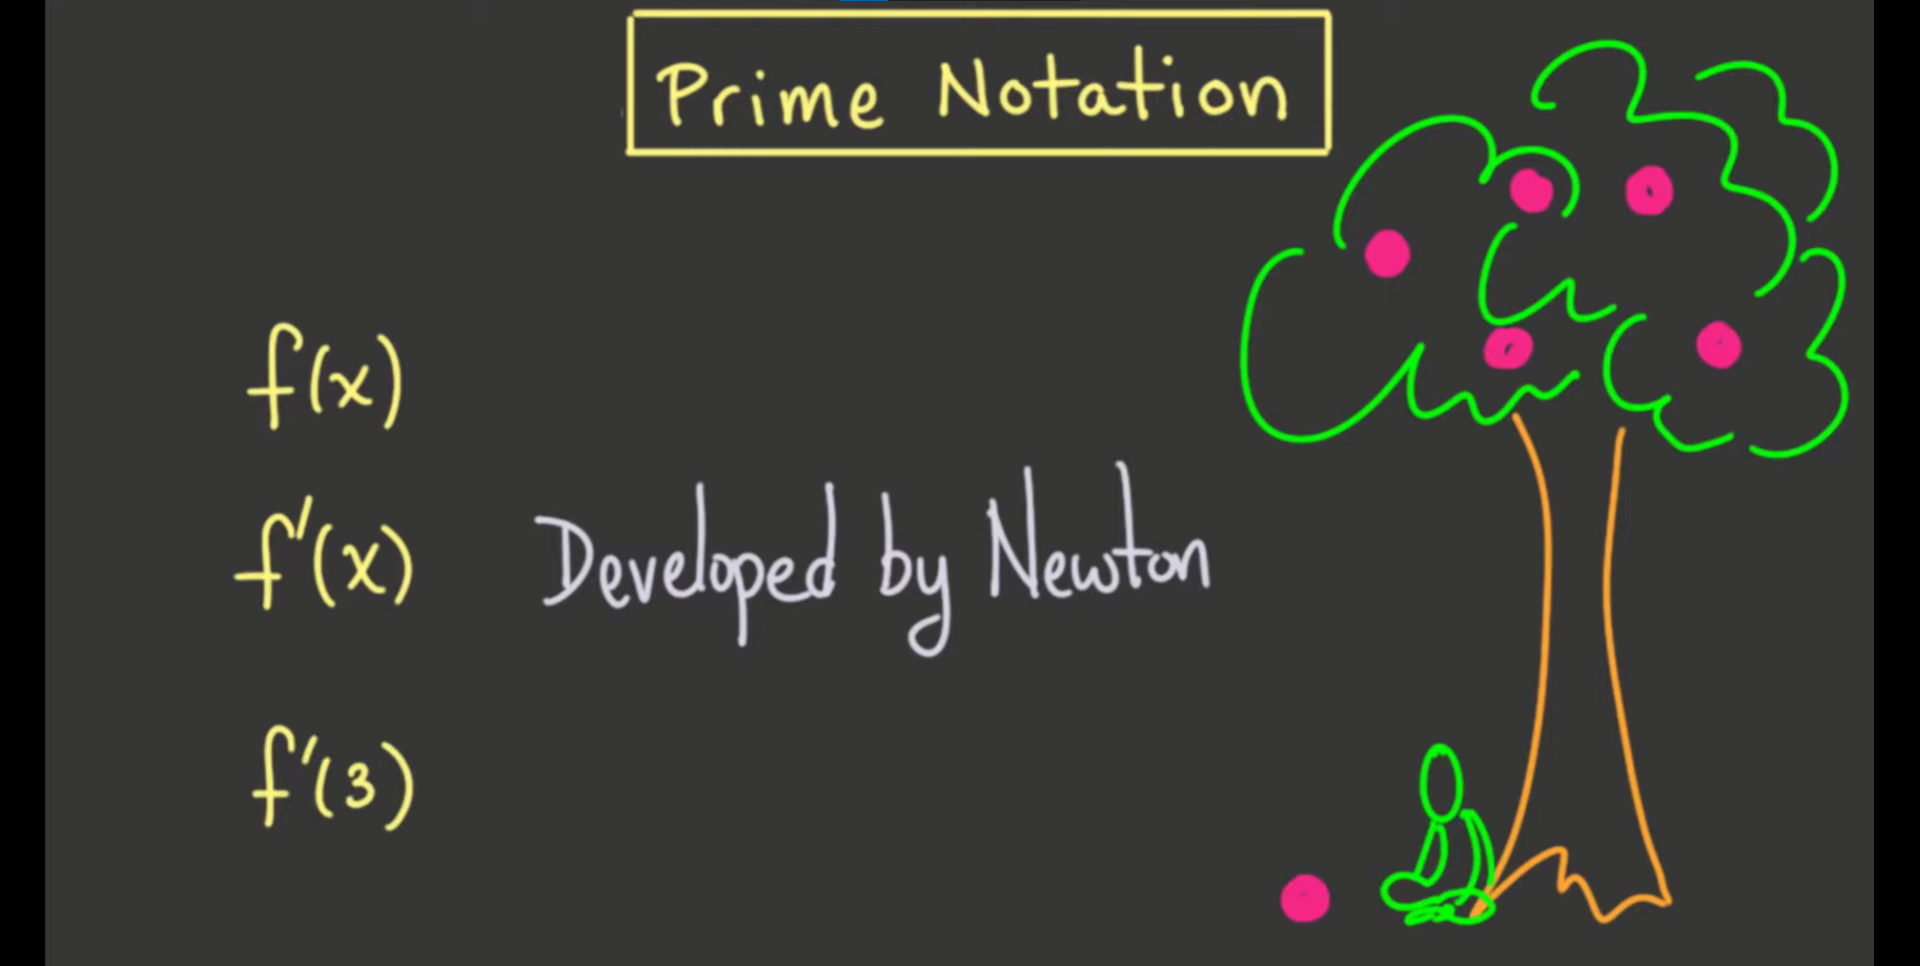 Prime Notation
f(x)
f'(x) Developed by Newton
f'(3)